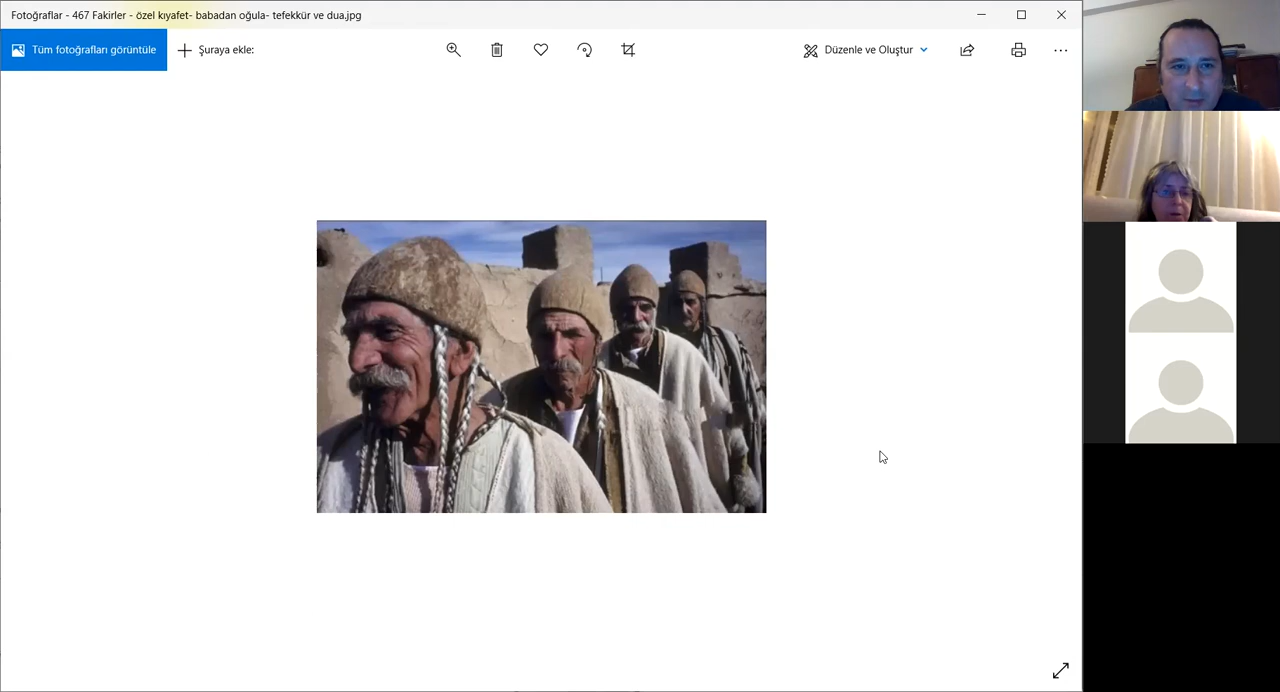 Fotoğraflar - 467 Fakirler - özel kıyafet- babadan oğula- tefekkür ve dua.jpg
Tüm fotoğrafları görüntüle
Şuraya ekle:
Düzenle ve Oluştur